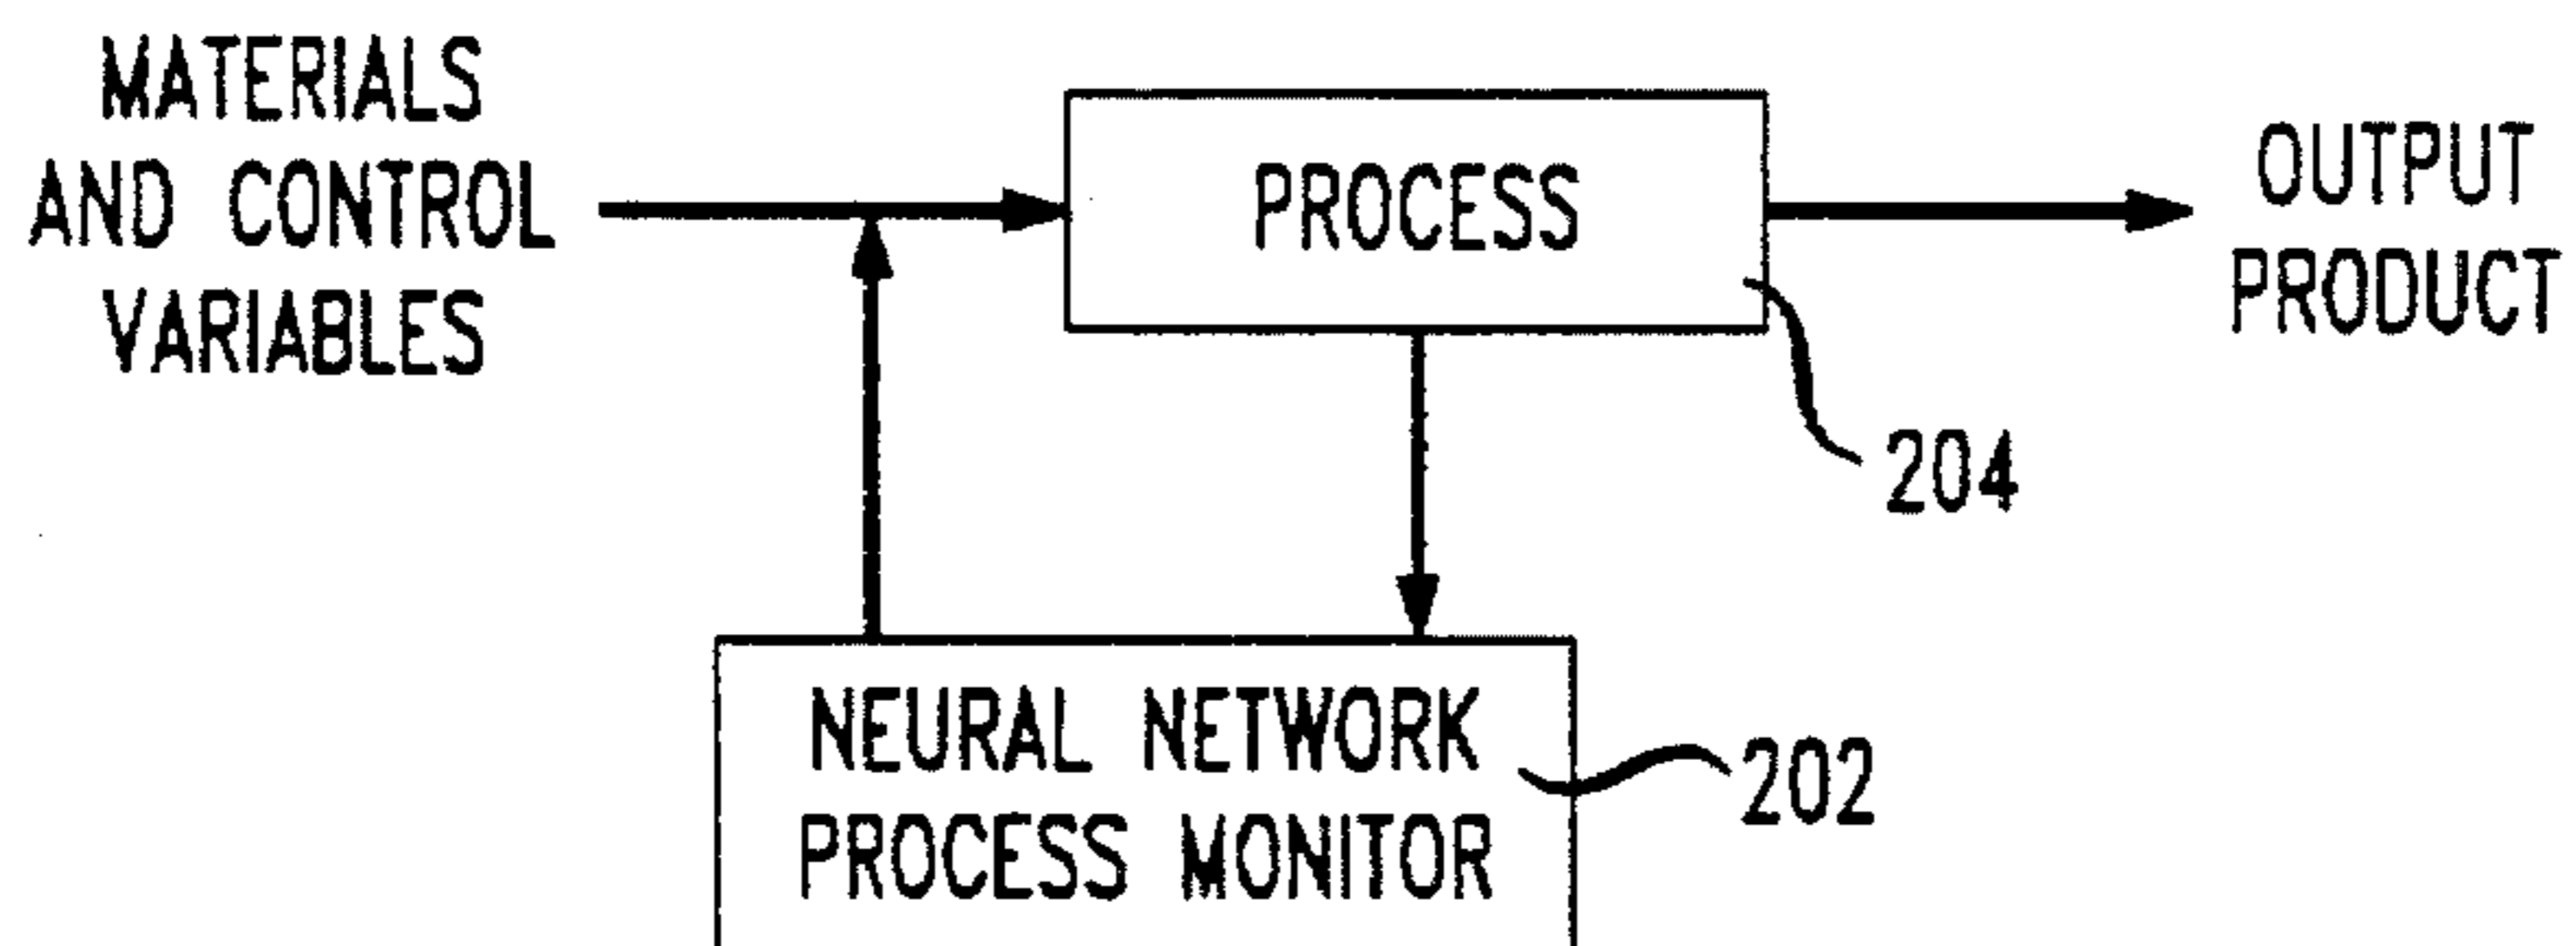 MATERIALS
AND CONTROL
VARIABLES
PROCESS
OUTPUT
PRODUCT
204
NEURAL NETWORK
PROCESS MONITOR
202